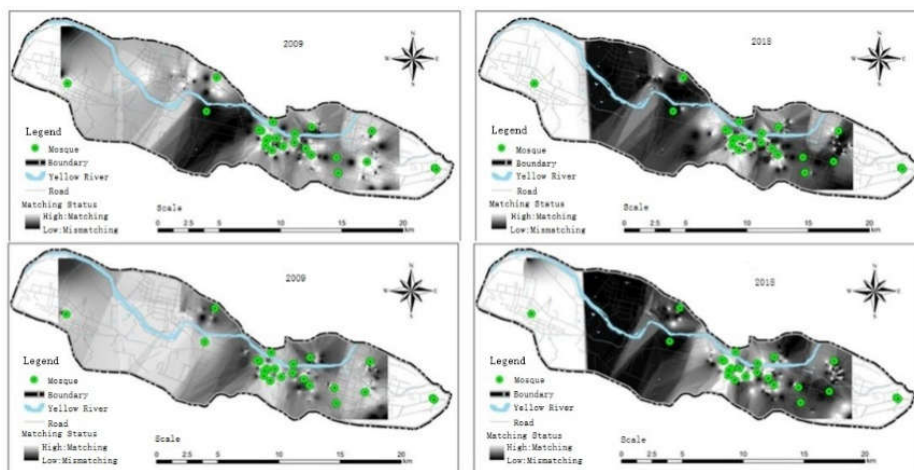 2009
N
W
E
S
Legend
Mosque
Boundary
Yellow River
Road
Matching Status
High:Matching
Low:Mismatching
Scale
0 2.5 5 10 15 20
km
2018
N
W
E
S
Legend
Mosque
Boundary
Yellow River
Road
Matching Status
High:Matching
Low:Mismatching
Scale
0 2.5 5 10 15 20
km
2009
N
W
E
S
Legend
Mosque
Boundary
Yellow River
Road
Matching Status
High:Matching
Low:Mismatching
Scale
0 2.5 5 10 15 20
km
2018
N
W
E
S
Legend
Mosque
Boundary
Yellow River
Road
Matching Status
High:Matching
Low:Mismatching
Scale
0 2.5 5 10 15 20
km